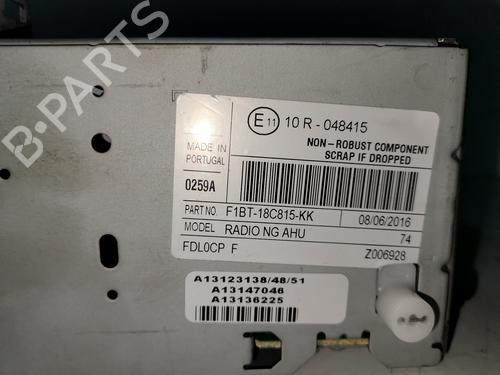 E11 10 R - 048415
NON-ROBUST COMPONENT
SCRAP IF DROPPED
MADE IN
PORTUGAL
0259A
PART NO. F1BT-18C815-KK 08/06/2016
MODEL RADIO NG AHU 74
FDL0CP F Z006928
A13123138/48/51
A13147046
A13136225
B-PARTS